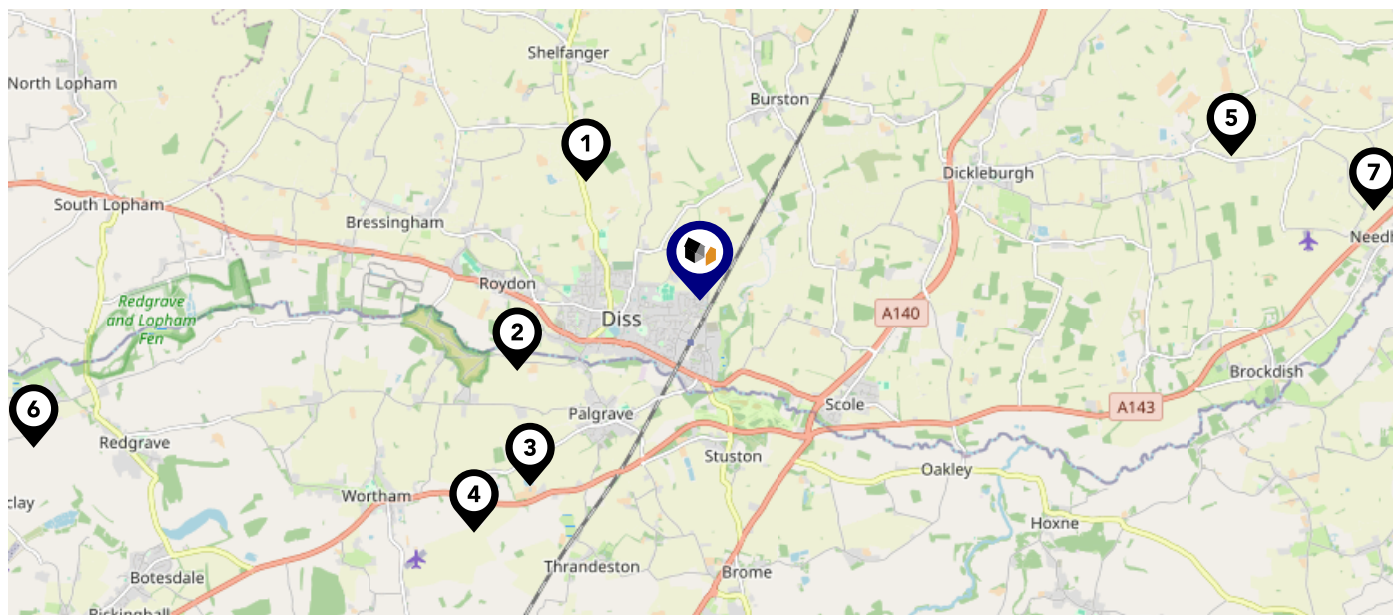 Shelfanger
North Lopham
Burston
5
1
Dickleburgh
7
South Lopham
Bressingham
Needh
Roydon
Redgrave
and Lopham
Fen
Diss
A140
2
Brockdish
6
Palgrave
Scole
A143
Redgrave
3
Stuston
Oakley
4
Wortham
clay
Hoxne
Thrandeston
Brome
Botesdale
Rickinghall